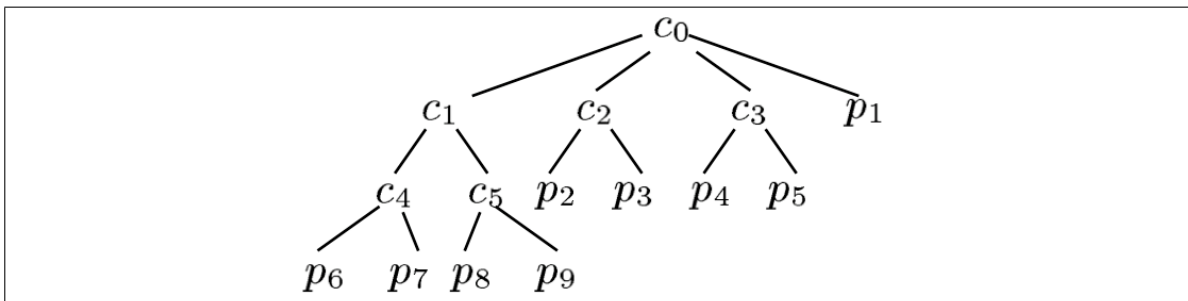 c₀
c₁ c₂ c₃ p₁
c₄ c₅ p₂ p₃ p₄ p₅
p₆ p₇ p₈ p₉